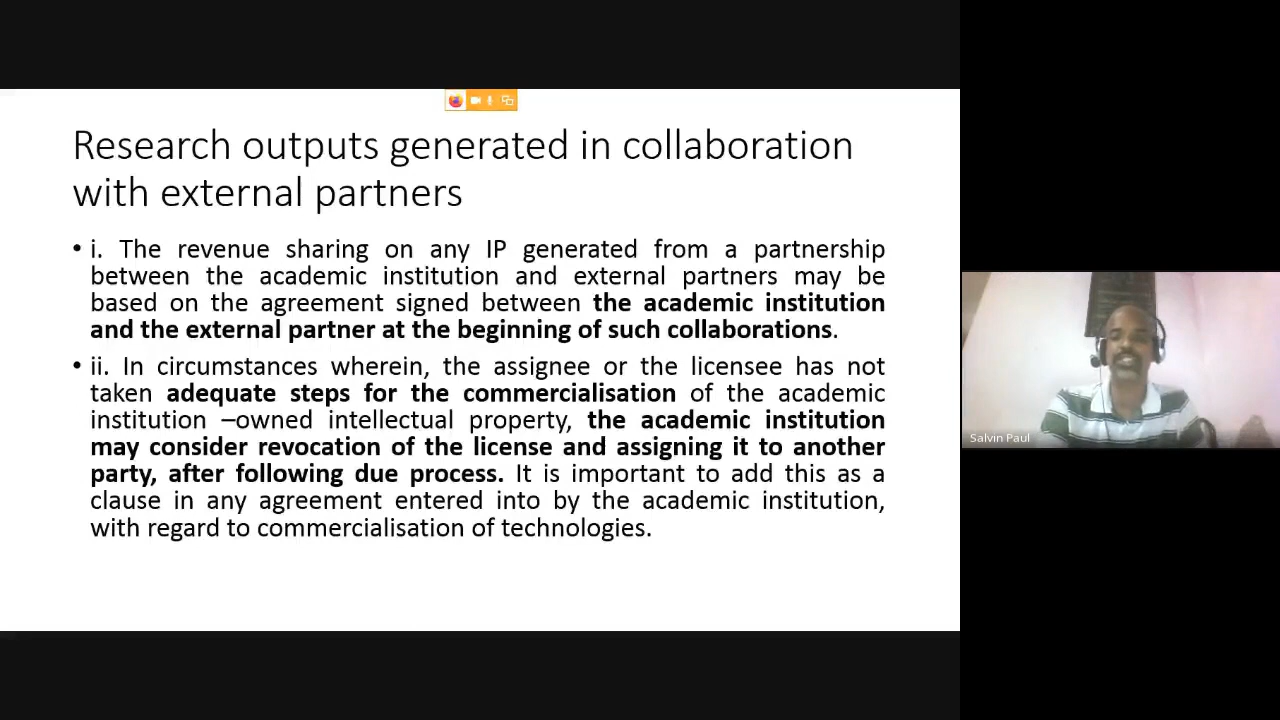 Research outputs generated in collaboration
with external partners
• i. The revenue sharing on any IP generated from a partnership
between the academic institution and external partners may be
based on the agreement signed between the academic institution
and the external partner at the beginning of such collaborations.
• ii. In circumstances wherein, the assignee or the licensee has not
taken adequate steps for the commercialisation of the academic
institution –owned intellectual property, the academic institution
may consider revocation of the license and assigning it to another
party, after following due process. It is important to add this as a
clause in any agreement entered into by the academic institution,
with regard to commercialisation of technologies.
Salvin Paul